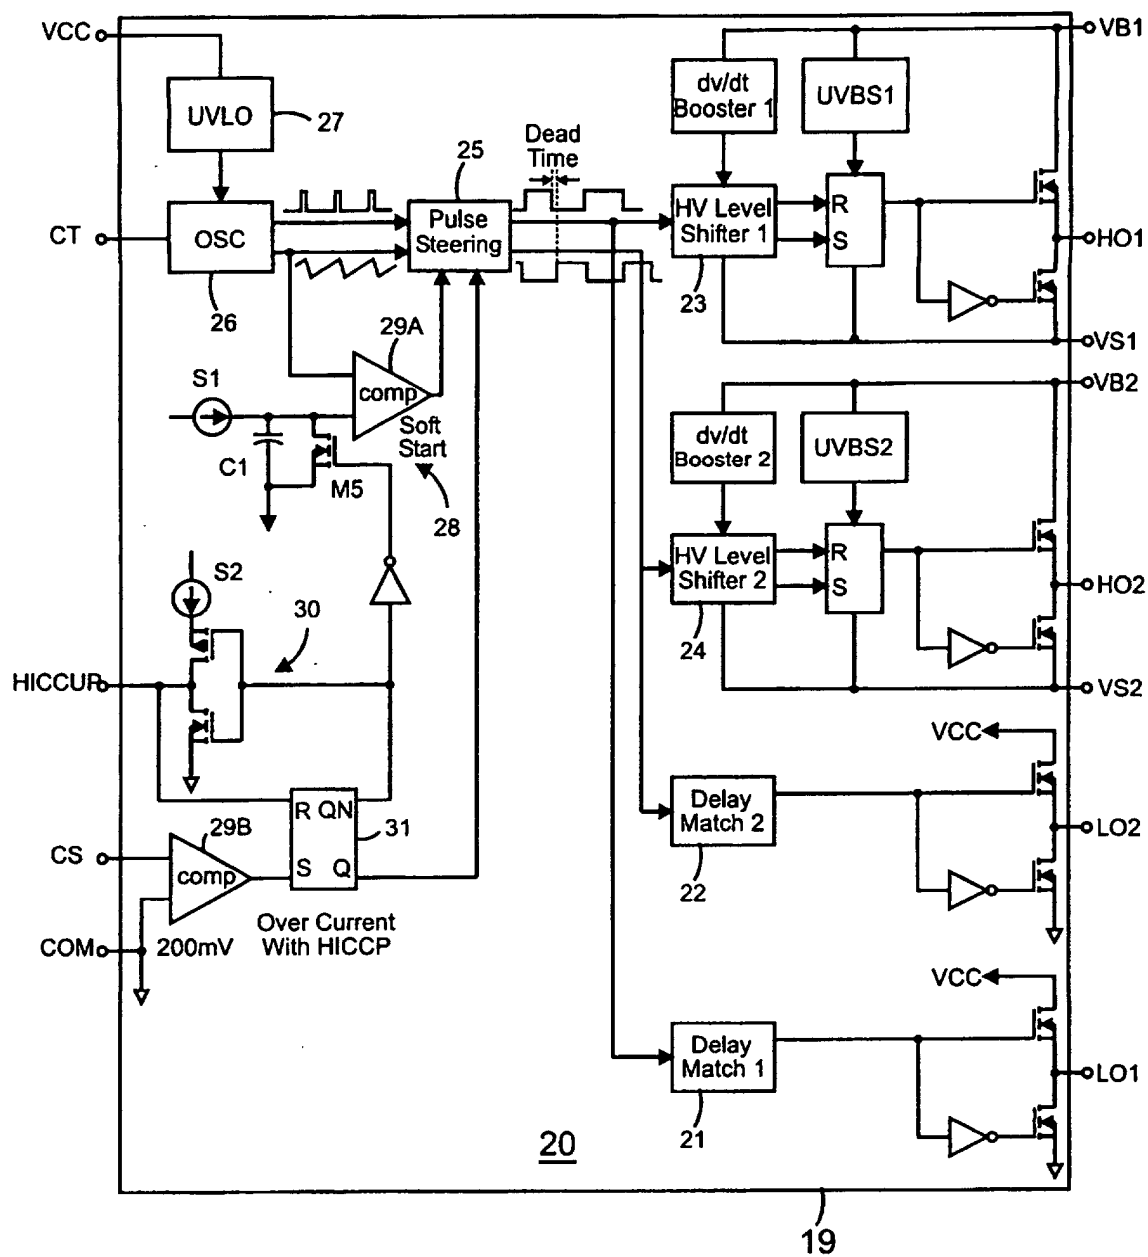 VCC
UVLO
27
CT
OSC
26
25
Pulse
Steering
Dead
Time
dv/dt
Booster 1
UVBS1
VB1
HV Level
Shifter 1
23
R
S
HO1
VS1
29A
comp
Soft
Start
28
S1
C1
M5
VB2
dv/dt
Booster 2
UVBS2
HV Level
Shifter 2
24
R
S
HO2
VS2
S2
30
HICCUP
R QN
S Q
31
29B
comp
CS
COM
200mV
Over Current
With HICCP
VCC
Delay
Match 2
22
LO2
VCC
Delay
Match 1
21
LO1
20
19